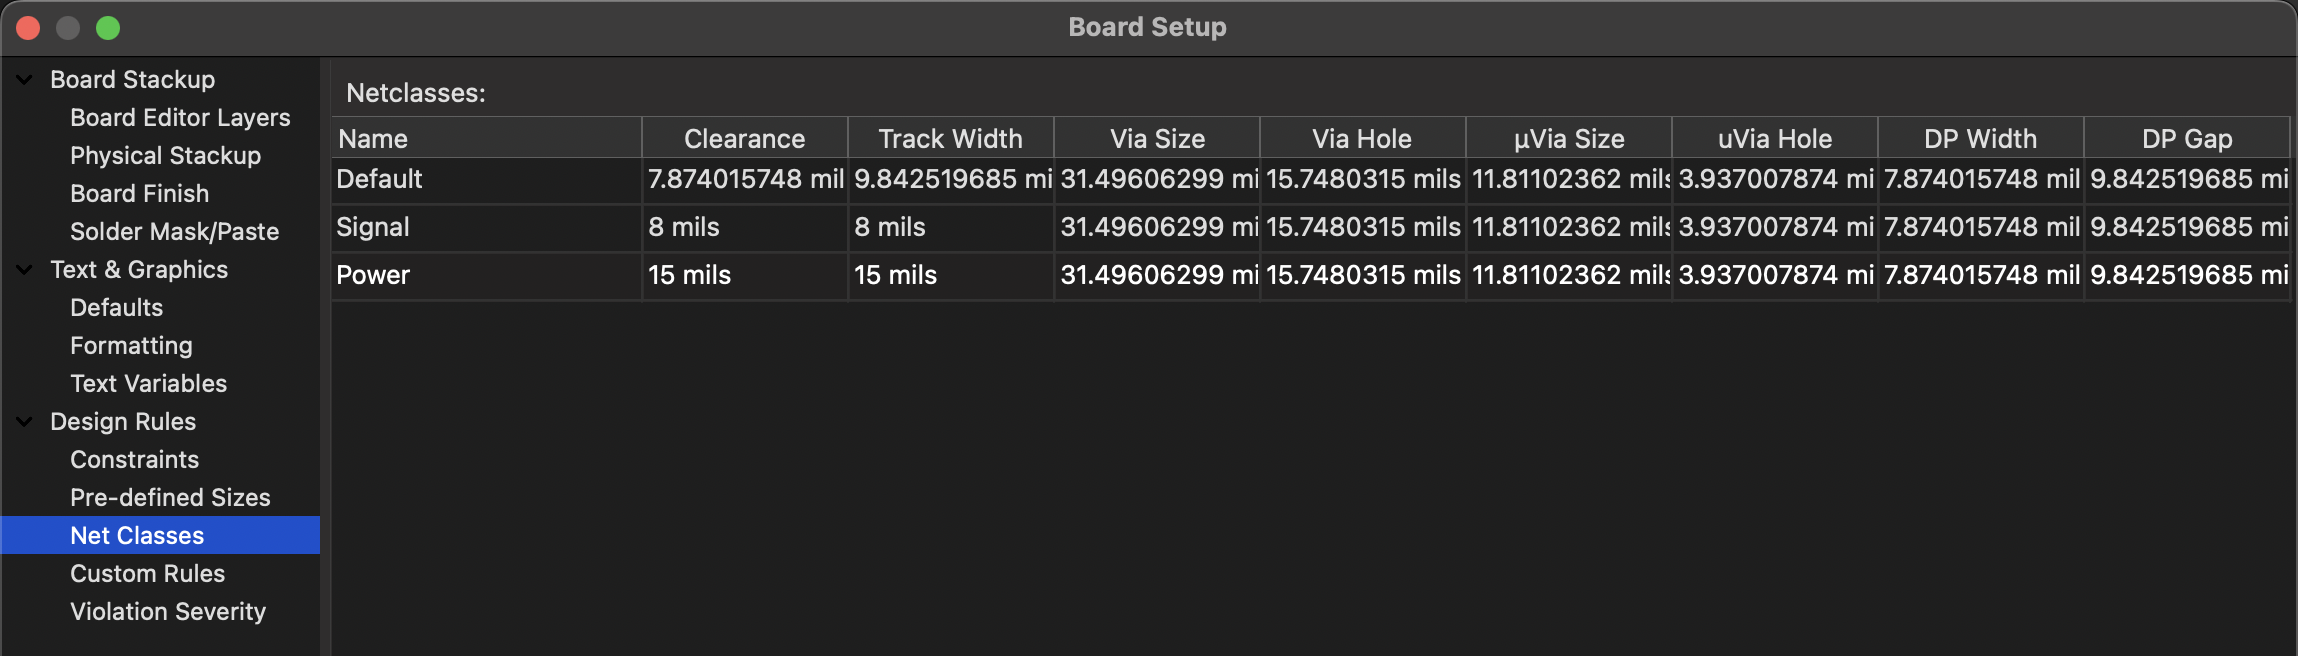 Board Setup
Board Stackup
Board Editor Layers
Physical Stackup
Board Finish
Solder Mask/Paste
Text & Graphics
Defaults
Formatting
Text Variables
Design Rules
Constraints
Pre-defined Sizes
Net Classes
Custom Rules
Violation Severity
Netclasses:
Name Clearance Track Width Via Size Via Hole µVia Size uVia Hole DP Width DP Gap
Default 7.874015748 mil 9.842519685 mi 31.49606299 mi 15.7480315 mils 11.81102362 mils 3.937007874 mi 7.874015748 mil 9.842519685 mi
Signal 8 mils 8 mils 31.49606299 mi 15.7480315 mils 11.81102362 mils 3.937007874 mi 7.874015748 mil 9.842519685 mi
Power 15 mils 15 mils 31.49606299 mi 15.7480315 mils 11.81102362 mils 3.937007874 mi 7.874015748 mil 9.842519685 mi